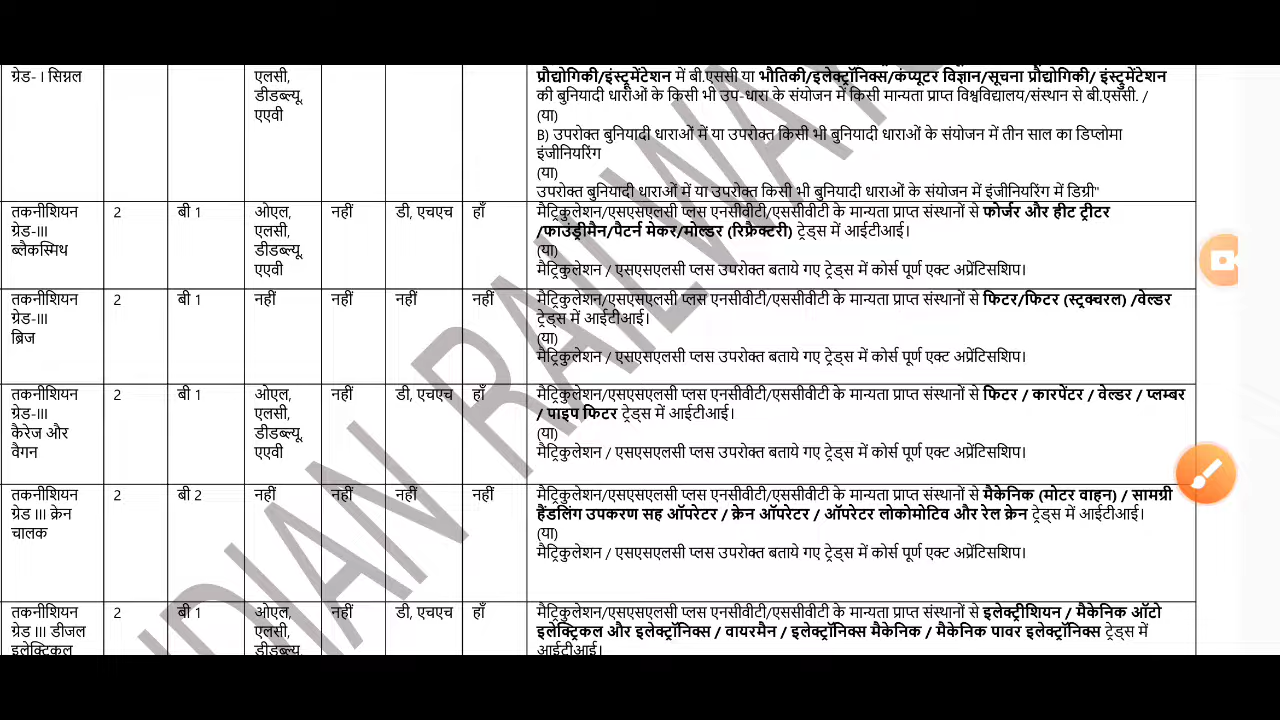 ग्रेड- I सिग्नल
एलसी,
डीडब्ल्यू,
एएवी
प्रौद्योगिकी/इंस्ट्रूमेंटेशन में बी.एससी या भौतिकी/इलेक्ट्रॉनिक्स/कंप्यूटर विज्ञान/सूचना प्रौद्योगिकी/ इंस्ट्रुमेंटेशन
की बुनियादी धाराओं के किसी भी उप-धारा के संयोजन में किसी मान्यता प्राप्त विश्वविद्यालय/संस्थान से बी.एससी. /
(या)
B) उपरोक्त बुनियादी धाराओं में या उपरोक्त किसी भी बुनियादी धाराओं के संयोजन में तीन साल का डिप्लोमा
इंजीनियरिंग
(या)
उपरोक्त बुनियादी धाराओं में या उपरोक्त किसी भी बुनियादी धाराओं के संयोजन में इंजीनियरिंग में डिग्री"
तकनीशियन
ग्रेड-III
ब्लैकस्मिथ
2
बी 1
ओएल,
एलसी,
डीडब्ल्यू,
एएवी
नहीं
डी, एचएच
हाँ
मैट्रिकुलेशन/एसएसएलसी प्लस एनसीवीटी/एससीवीटी के मान्यता प्राप्त संस्थानों से फोर्जर और हीट ट्रीटर
/फाउंड्रीमैन/पैटर्न मेकर/मोल्डर (रिफ्रैक्टरी) ट्रेड्स में आईटीआई।
(या)
मैट्रिकुलेशन / एसएसएलसी प्लस उपरोक्त बताये गए ट्रेड्स में कोर्स पूर्ण एक्ट अप्रेंटिसशिप।
तकनीशियन
ग्रेड-III
ब्रिज
2
बी 1
नहीं
नहीं
नहीं
नहीं
मैट्रिकुलेशन/एसएसएलसी प्लस एनसीवीटी/एससीवीटी के मान्यता प्राप्त संस्थानों से फिटर/फिटर (स्ट्रक्चरल) /वेल्डर
ट्रेड्स में आईटीआई।
(या)
मैट्रिकुलेशन / एसएसएलसी प्लस उपरोक्त बताये गए ट्रेड्स में कोर्स पूर्ण एक्ट अप्रेंटिसशिप।
तकनीशियन
ग्रेड-III
कैरेज और
वैगन
2
बी 1
ओएल,
एलसी,
डीडब्ल्यू,
एएवी
नहीं
डी, एचएच
हाँ
मैट्रिकुलेशन/एसएसएलसी प्लस एनसीवीटी/एससीवीटी के मान्यता प्राप्त संस्थानों से फिटर / कारपेंटर / वेल्डर / प्लम्बर
/ पाइप फिटर ट्रेड्स में आईटीआई।
(या)
मैट्रिकुलेशन / एसएसएलसी प्लस उपरोक्त बताये गए ट्रेड्स में कोर्स पूर्ण एक्ट अप्रेंटिसशिप।
तकनीशियन
ग्रेड III क्रेन
चालक
2
बी 2
नहीं
नहीं
नहीं
नहीं
मैट्रिकुलेशन/एसएसएलसी प्लस एनसीवीटी/एससीवीटी के मान्यता प्राप्त संस्थानों से मैकेनिक (मोटर वाहन) / सामग्री
हैंडलिंग उपकरण सह ऑपरेटर / क्रेन ऑपरेटर / ऑपरेटर लोकोमोटिव और रेल क्रेन ट्रेड्स में आईटीआई।
(या)
मैट्रिकुलेशन / एसएसएलसी प्लस उपरोक्त बताये गए ट्रेड्स में कोर्स पूर्ण एक्ट अप्रेंटिसशिप।
तकनीशियन
ग्रेड III डीजल
इलेक्ट्रिकल
2
बी 1
ओएल,
एलसी,
डीडब्ल्यू,
नहीं
डी, एचएच
हाँ
मैट्रिकुलेशन/एसएसएलसी प्लस एनसीवीटी/एससीवीटी के मान्यता प्राप्त संस्थानों से इलेक्ट्रीशियन / मैकेनिक ऑटो
इलेक्ट्रिकल और इलेक्ट्रॉनिक्स / वायरमैन / इलेक्ट्रॉनिक्स मैकेनिक / मैकेनिक पावर इलेक्ट्रॉनिक्स ट्रेड्स में
आईटीआई।
INDIAN RAILWAYS